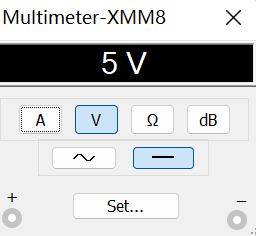 Multimeter-XMM8
5 V
A V Ω dB
Set...
+ −